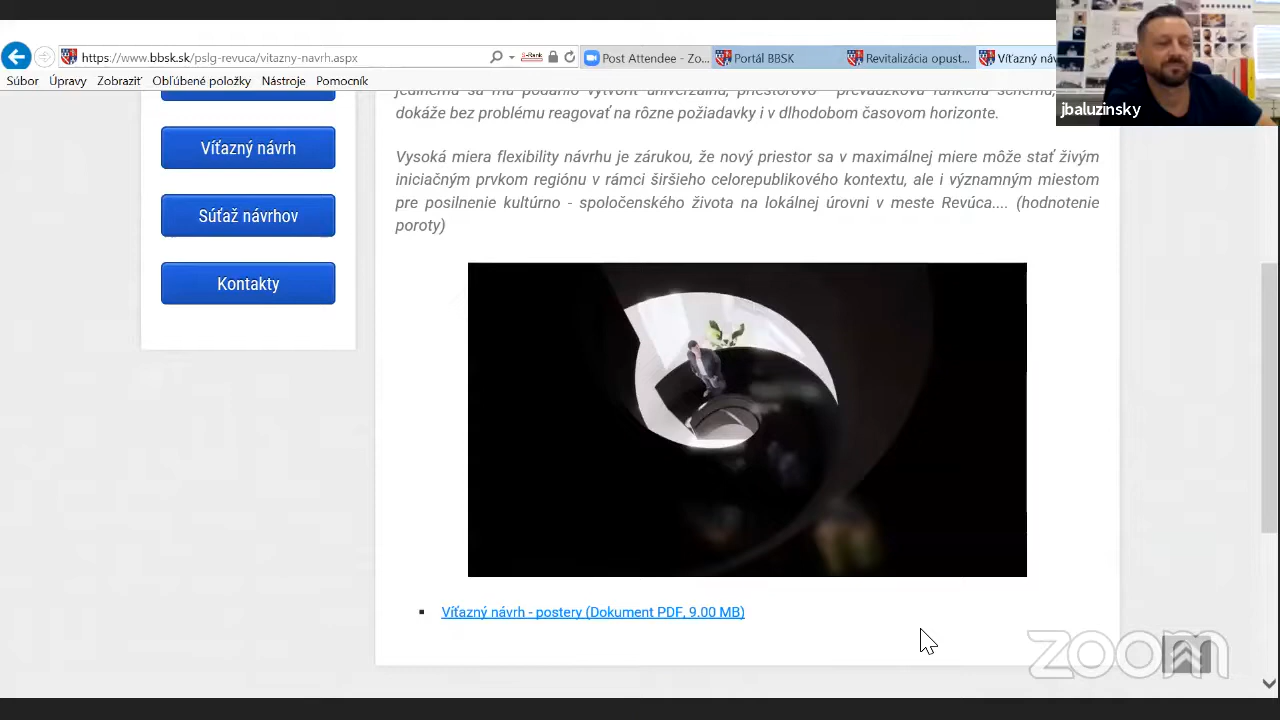 https://www.bbsk.sk/pslg-revuca/vitazny-navrh.aspx
Post Attendee - Zo...
Portál BBSK
Revitalizácia opust...
Víťazný náv
Súbor Úpravy Zobraziť Obľúbené položky Nástroje Pomocník
jbaluzinsky
dokáže bez problému reagovať na rôzne požiadavky i v dlhodobom časovom horizonte.
Víťazný návrh
Súťaž návrhov
Kontakty
Vysoká miera flexibility návrhu je zárukou, že nový priestor sa v maximálnej miere môže stať živým
iniciačným prvkom regiónu v rámci širšieho celorepublikového kontextu, ale i významným miestom
pre posilnenie kultúrno - spoločenského života na lokálnej úrovni v meste Revúca.... (hodnotenie
poroty)
Víťazný návrh - postery (Dokument PDF, 9.00 MB)
zoom